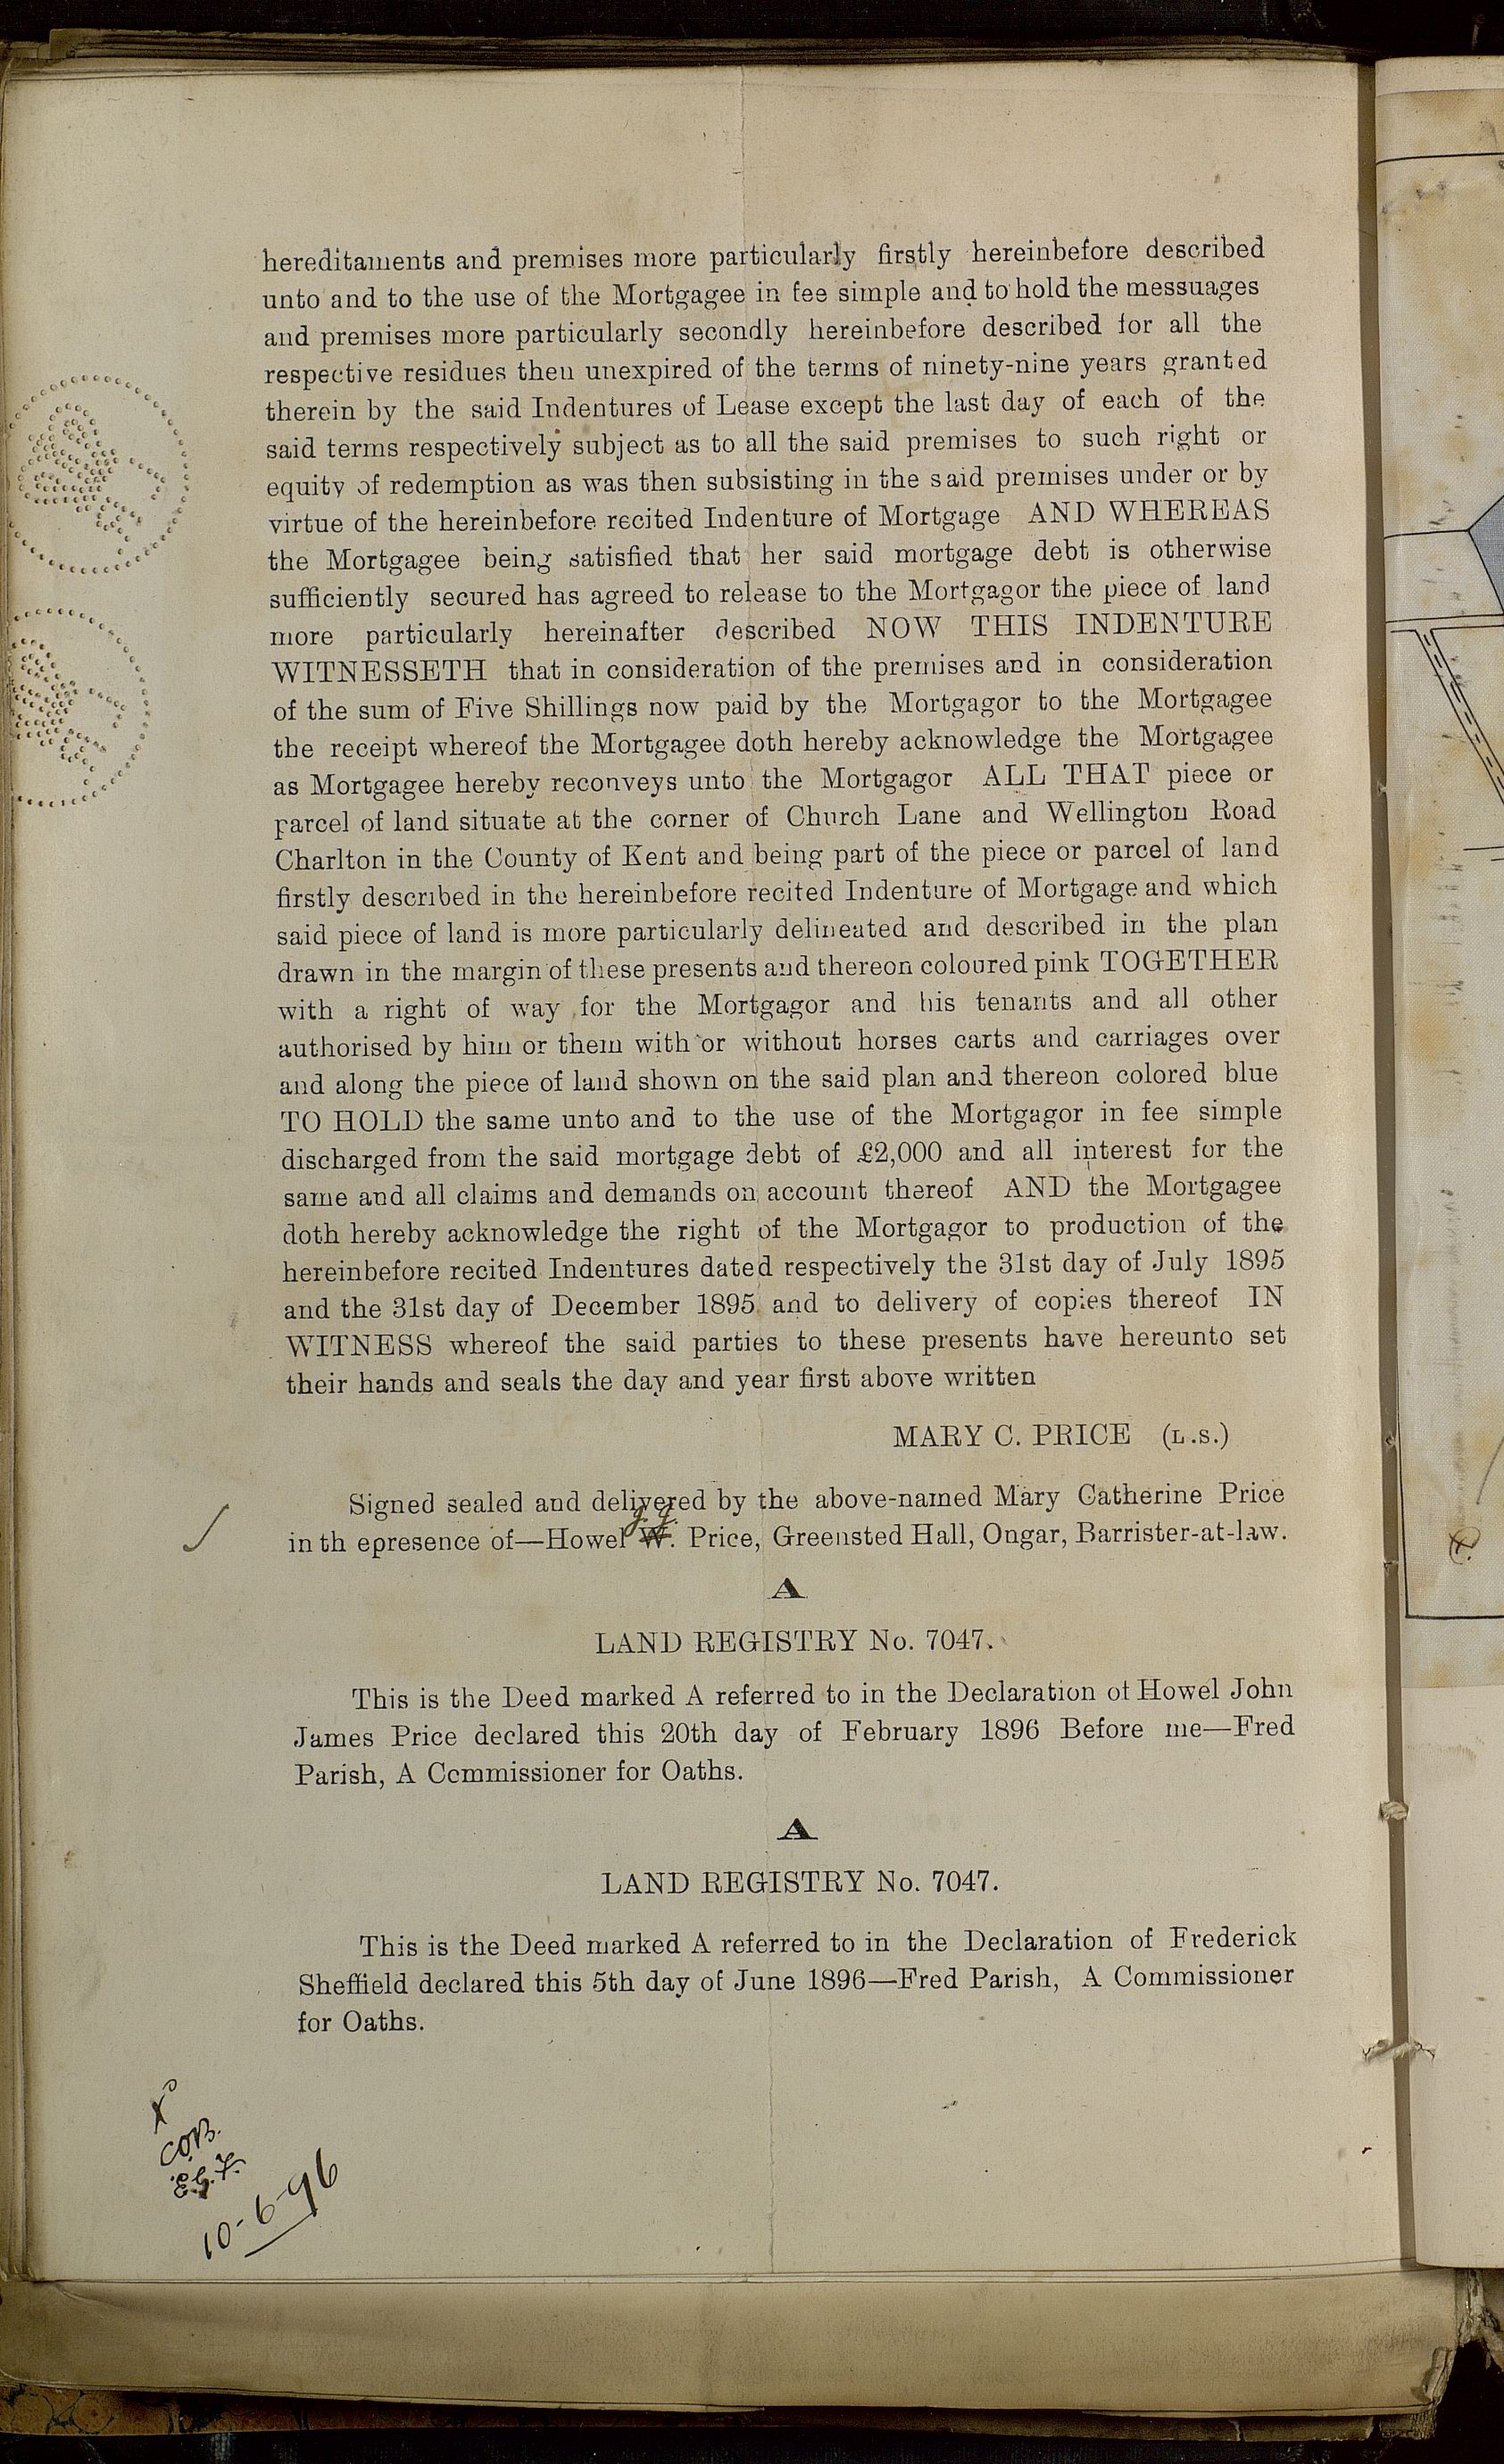 hereditaments and premises more particularly firstly hereinbefore described
unto and to the use of the Mortgagee in fee simple and to hold the messuages
and premises more particularly secondly hereinbefore described for all the
respective residues then unexpired of the terms of ninety-nine years granted
therein by the said Indentures of Lease except the last day of each of the
said terms respectively subject as to all the said premises to such right or
equity of redemption as was then subsisting in the said premises under or by
virtue of the hereinbefore recited Indenture of Mortgage AND WHEREAS
the Mortgagee being satisfied that her said mortgage debt is otherwise
sufficiently secured has agreed to release to the Mortgagor the piece of land
more particularly hereinafter described NOW THIS INDENTURE
WITNESSETH that in consideration of the premises and in consideration
of the sum of Five Shillings now paid by the Mortgagor to the Mortgagee
the receipt whereof the Mortgagee doth hereby acknowledge the Mortgagee
as Mortgagee hereby reconveys unto the Mortgagor ALL THAT piece or
parcel of land situate at the corner of Church Lane and Wellington Road
Charlton in the County of Kent and being part of the piece or parcel of land
firstly described in the hereinbefore recited Indenture of Mortgage and which
said piece of land is more particularly delineated and described in the plan
drawn in the margin of these presents and thereon coloured pink TOGETHER
with a right of way for the Mortgagor and his tenants and all other
authorised by him or them with or without horses carts and carriages over
and along the piece of land shown on the said plan and thereon colored blue
TO HOLD the same unto and to the use of the Mortgagor in fee simple
discharged from the said mortgage debt of £2,000 and all interest for the
same and all claims and demands on account thereof AND the Mortgagee
doth hereby acknowledge the right of the Mortgagor to production of the
hereinbefore recited Indentures dated respectively the 31st day of July 1895
and the 31st day of December 1895 and to delivery of copies thereof IN
WITNESS whereof the said parties to these presents have hereunto set
their hands and seals the day and year first above written
MARY C. PRICE (L.S.)
Signed sealed and delivered by the above-named Mary Catherine Price
J. J.
in th epresence of—Howel W. Price, Greensted Hall, Ongar, Barrister-at-law.
A
LAND REGISTRY No. 7047.
This is the Deed marked A referred to in the Declaration of Howel John
James Price declared this 20th day of February 1896 Before me—Fred
Parish, A Commissioner for Oaths.
A
LAND REGISTRY No. 7047.
This is the Deed marked A referred to in the Declaration of Frederick
Sheffield declared this 5th day of June 1896—Fred Parish, A Commissioner
for Oaths.
10-6-96